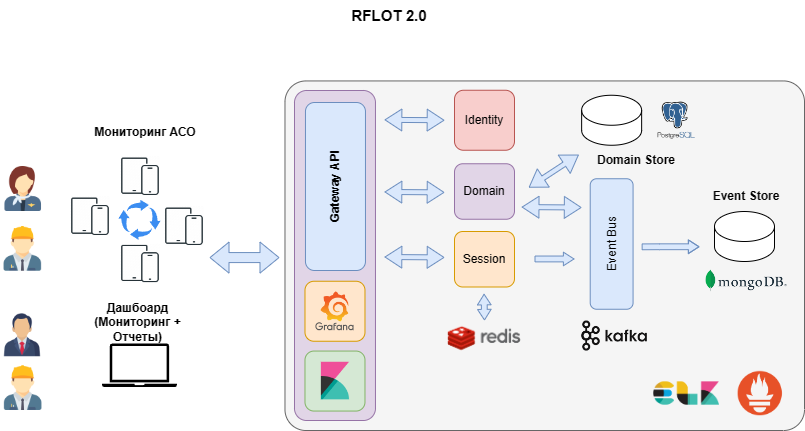 RFLOT 2.0
Мониторинг АСО
Дашбоард
(Мониторинг +
Отчеты)
Gateway API
Grafana
Identity
Domain
Session
redis
PostgreSQL
Domain Store
Event Bus
kafka
Event Store
mongoDB.